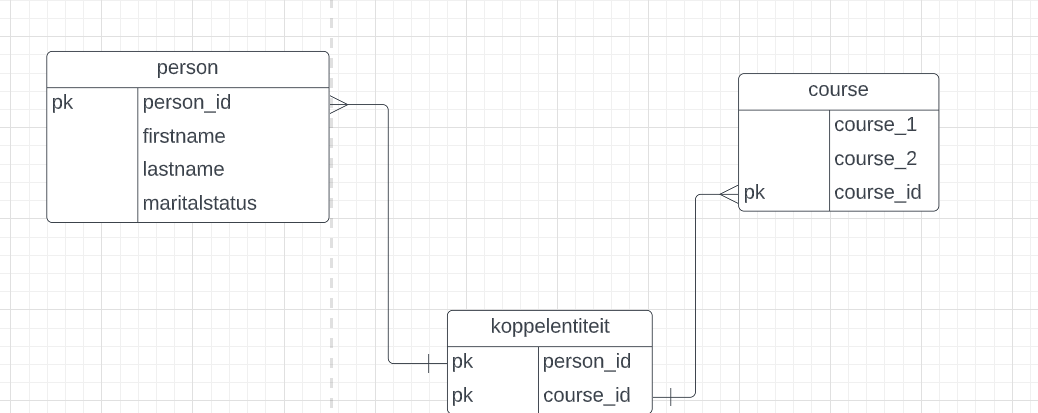 person
pk person_id
firstname
lastname
maritalstatus
course
course_1
course_2
pk course_id
koppelentiteit
pk person_id
pk course_id